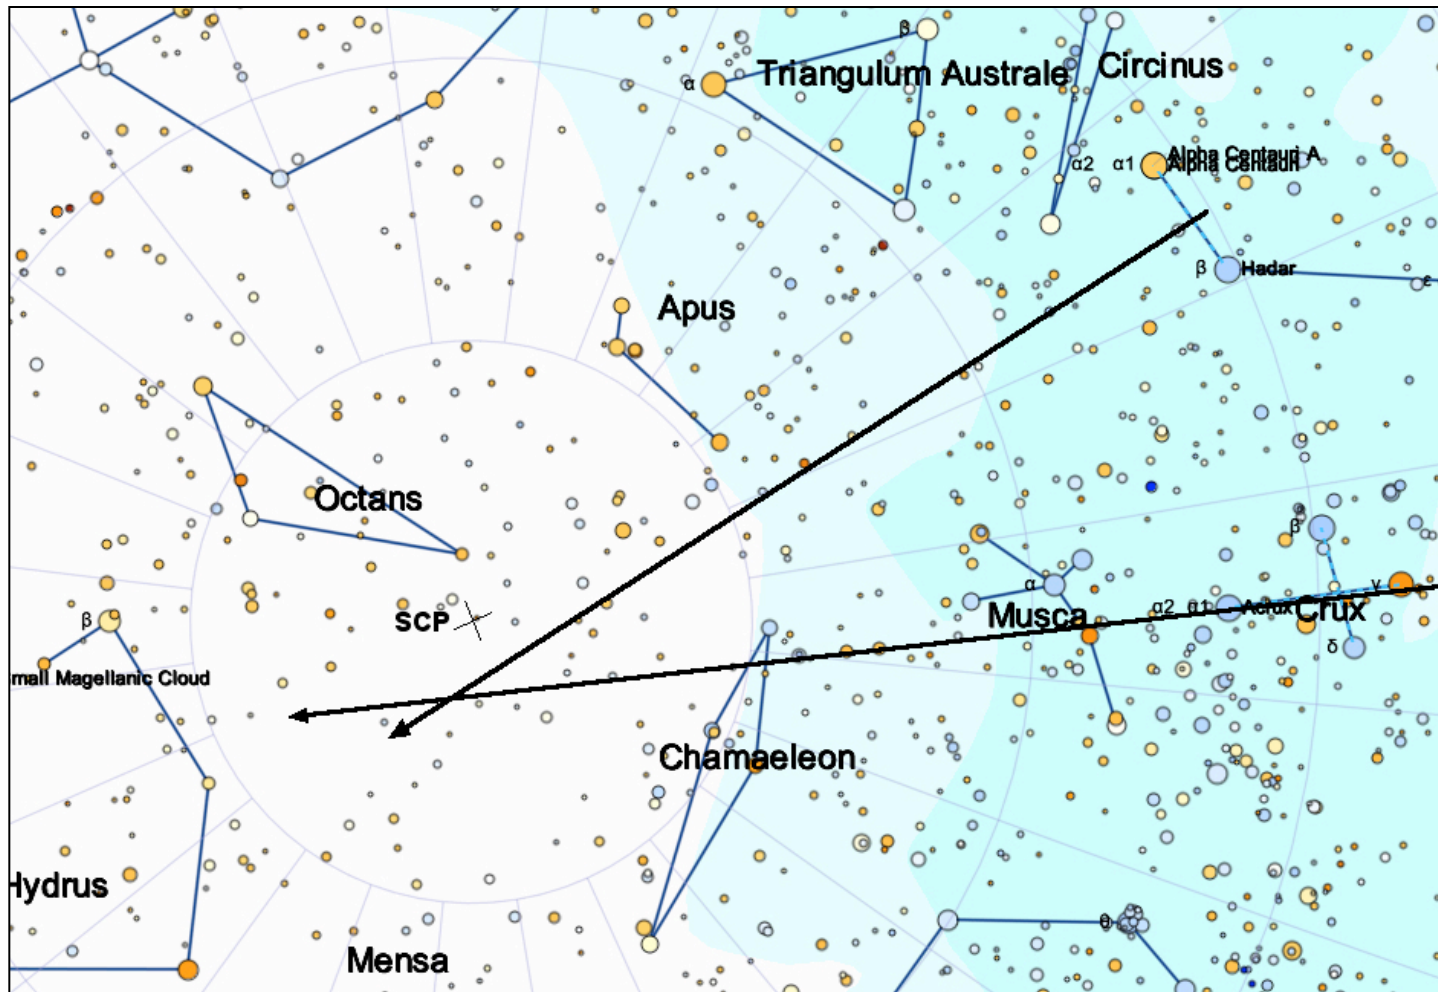 β
Triangulum Australe
Circinus
α
α2 α1
Alpha Centauri A
Alpha Centauri
β
Hadar
ε
Apus
Octans
β
SCP
α
Musca
α2 α1
Acrux
Crux
γ
δ
β
Small Magellanic Cloud
Chamaeleon
Hydrus
θ
Mensa